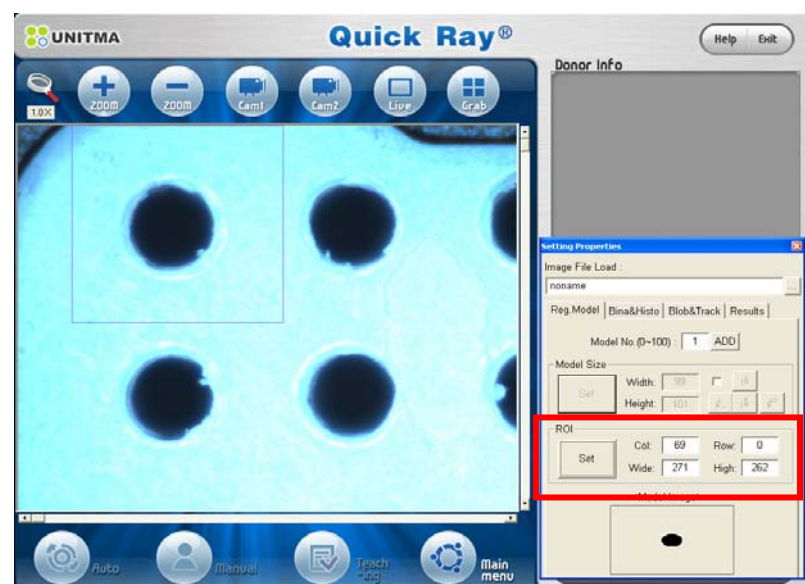 UNITMA
Quick Ray®
Help Exit
Donor Info
1.0X
ZOOM
ZOOM
Cam1
Cam2
Live
Grab
Setting Properties
Image File Load :
noname
...
Reg.Model Bina&Histo Blob&Track Results
Model No.(0~100) : 1 ADD
Model Size
Set
Width: 99
Height: 101
ROI
Set
Col: 69 Row: 0
Wide: 271 High: 262
Auto
Manual
Teach
-ing
Main
menu